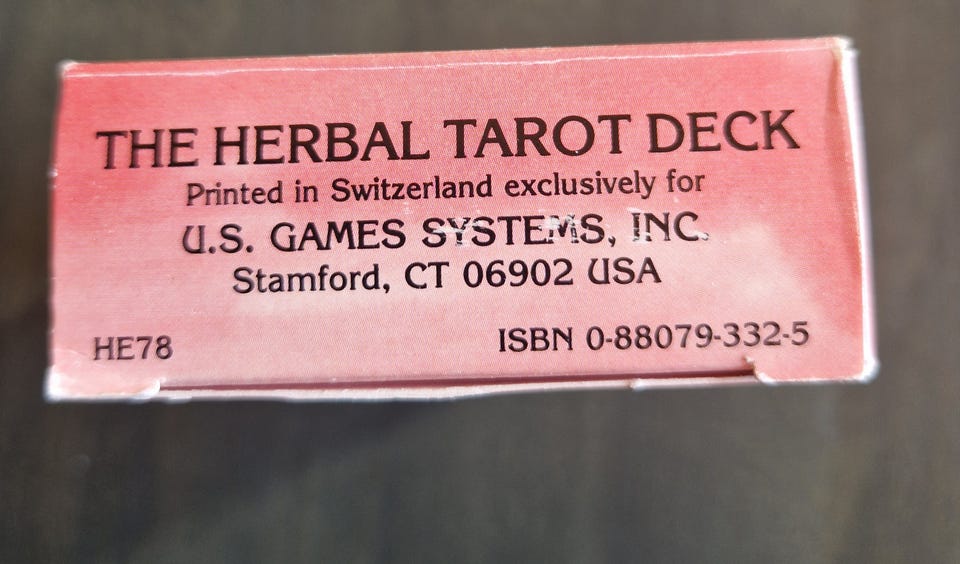 THE HERBAL TAROT DECK
Printed in Switzerland exclusively for
U.S. GAMES SYSTEMS, INC.
Stamford, CT 06902 USA
HE78 ISBN 0-88079-332-5